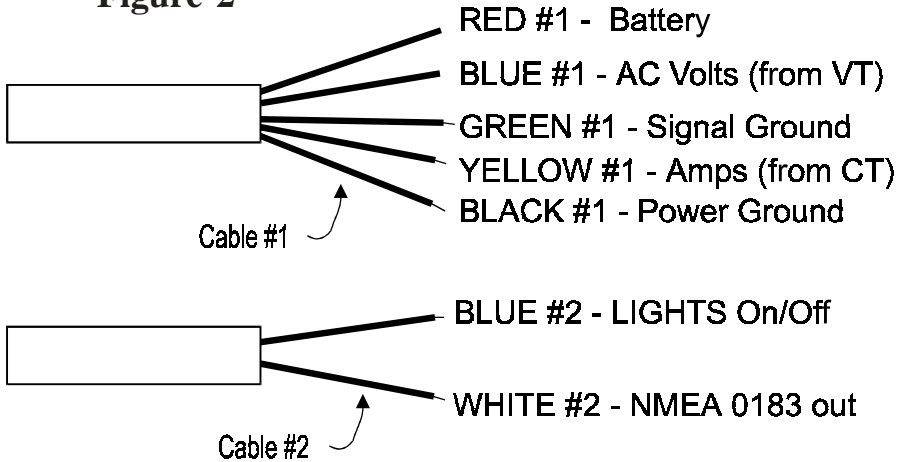 Figure 2
RED #1 - Battery
BLUE #1 - AC Volts (from VT)
GREEN #1 - Signal Ground
YELLOW #1 - Amps (from CT)
BLACK #1 - Power Ground
Cable #1
BLUE #2 - LIGHTS On/Off
WHITE #2 - NMEA 0183 out
Cable #2